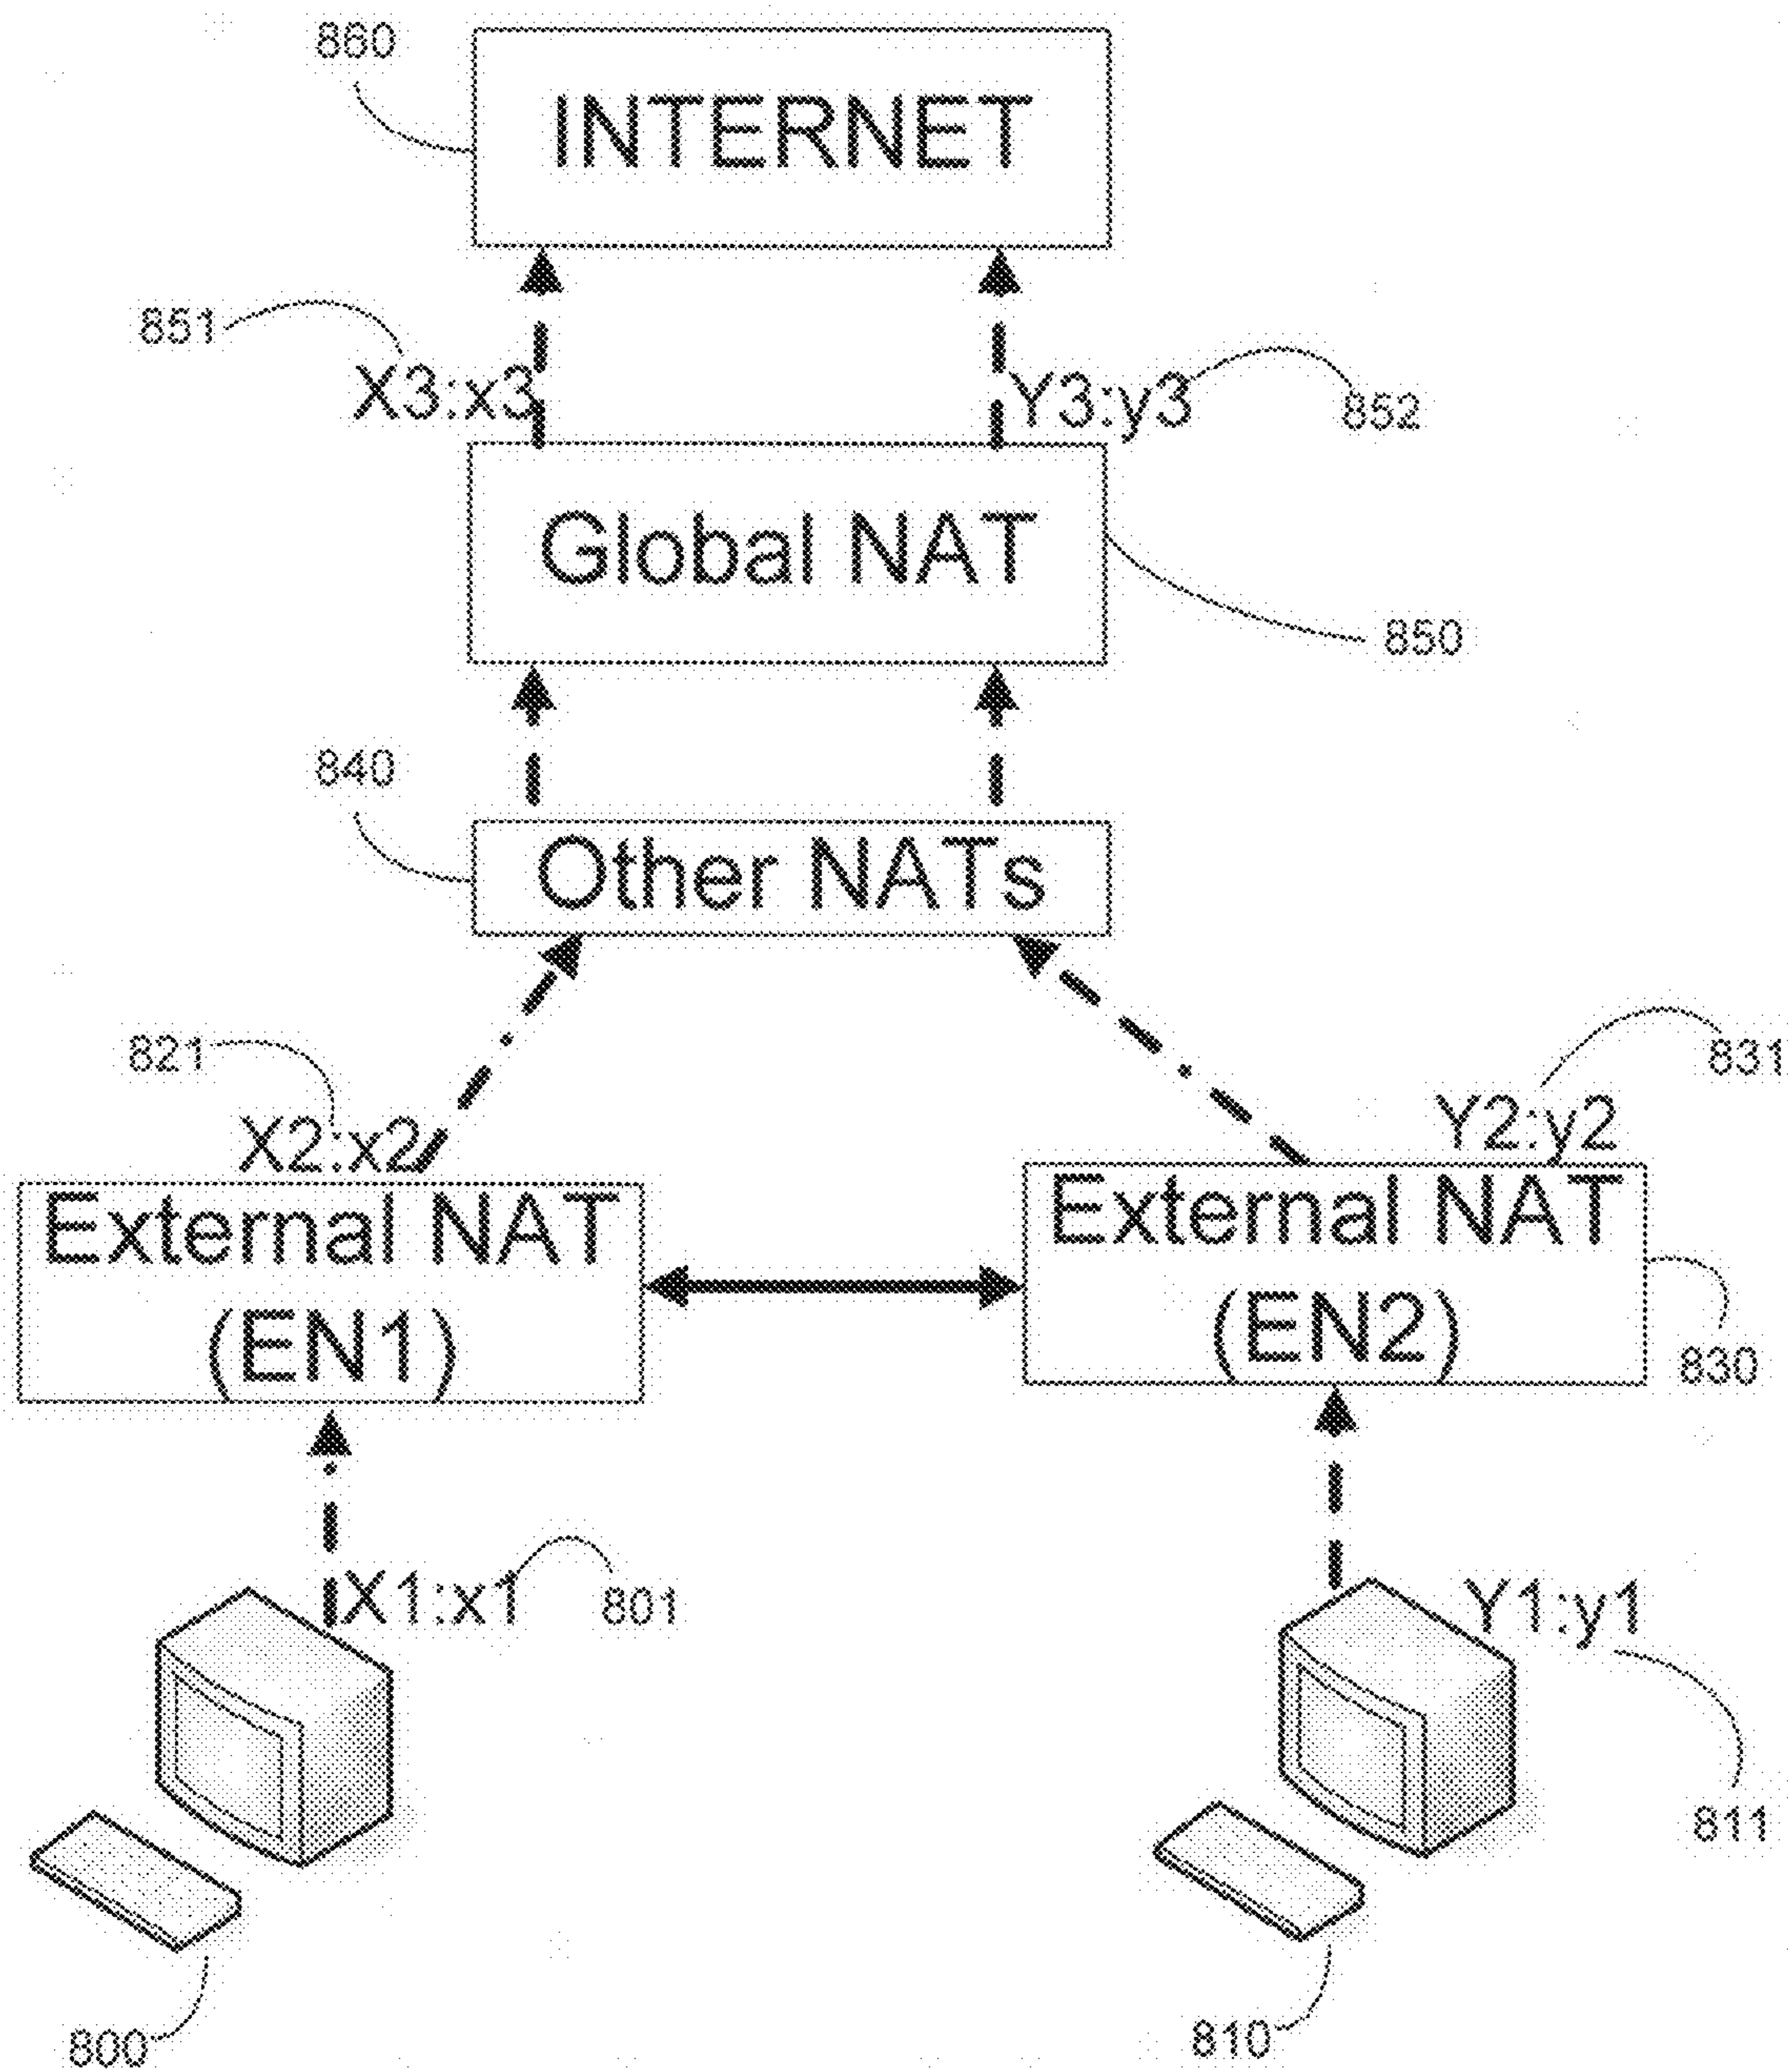 860
INTERNET
851
X3:x3
Y3:y3
852
Global NAT
850
840
Other NATs
821
831
X2:x2
Y2:y2
External NAT
(EN1)
External NAT
(EN2)
830
X1:x1
801
Y1:y1
811
800
810